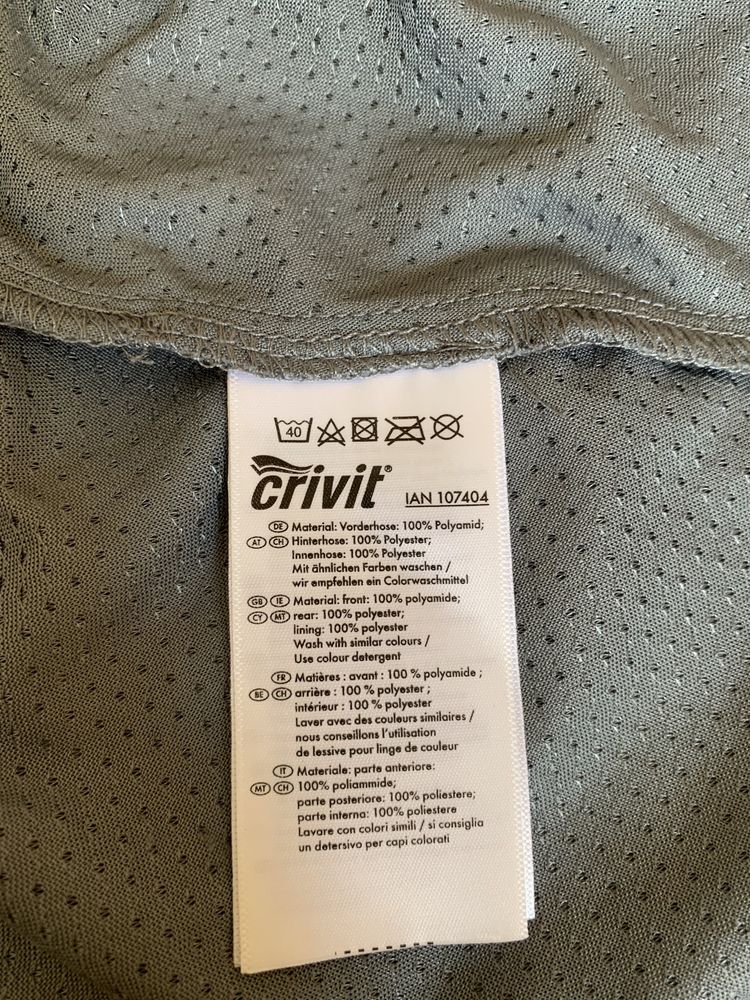 40
crivit® IAN 107404
DE Material: Vorderhose: 100% Polyamid;
AT CH Hinterhose: 100% Polyester;
Innenhose: 100% Polyester
Mit ähnlichen Farben waschen /
wir empfehlen ein Colorwaschmittel
GB IE Material: front: 100% polyamide;
CY MT rear: 100% polyester;
lining: 100% polyester
Wash with similar colours /
Use colour detergent
FR Matières : avant : 100 % polyamide ;
BE CH arrière : 100 % polyester ;
intérieur : 100 % polyester
Laver avec des couleurs similaires /
nous conseillons l'utilisation
de lessive pour linge de couleur
IT Materiale: parte anteriore:
MT CH 100% poliammide;
parte posteriore: 100% poliestere;
parte interna: 100% poliestere
Lavare con colori simili / si consiglia
un detersivo per capi colorati